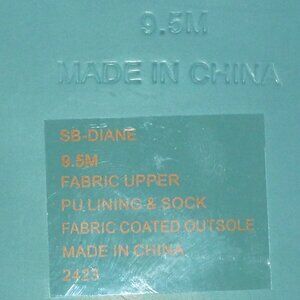 9.5M
MADE IN CHINA
SB-DIANE
9.5M
FABRIC UPPER
PU LINING & SOCK
FABRIC COATED OUTSOLE
MADE IN CHINA
2423